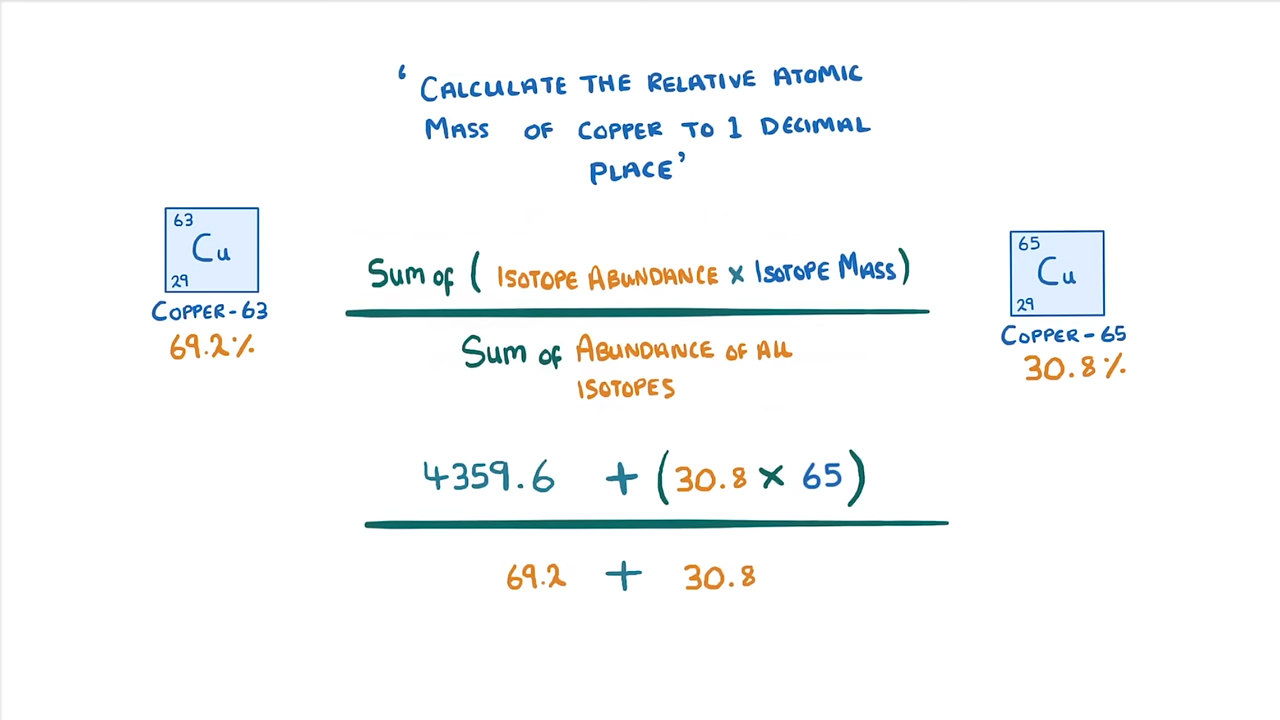 ‘ CALCULATE THE RELATIVE ATOMIC
MASS OF COPPER TO 1 DECIMAL
PLACE’
63
Cu
29
COPPER-63
69.2%
Sum of ( ISOTOPE ABUNDANCE × ISOTOPE MASS)
Sum of ABUNDANCE OF ALL
ISOTOPES
65
Cu
29
COPPER-65
30.8%
4359.6 + (30.8 × 65)
69.2 + 30.8